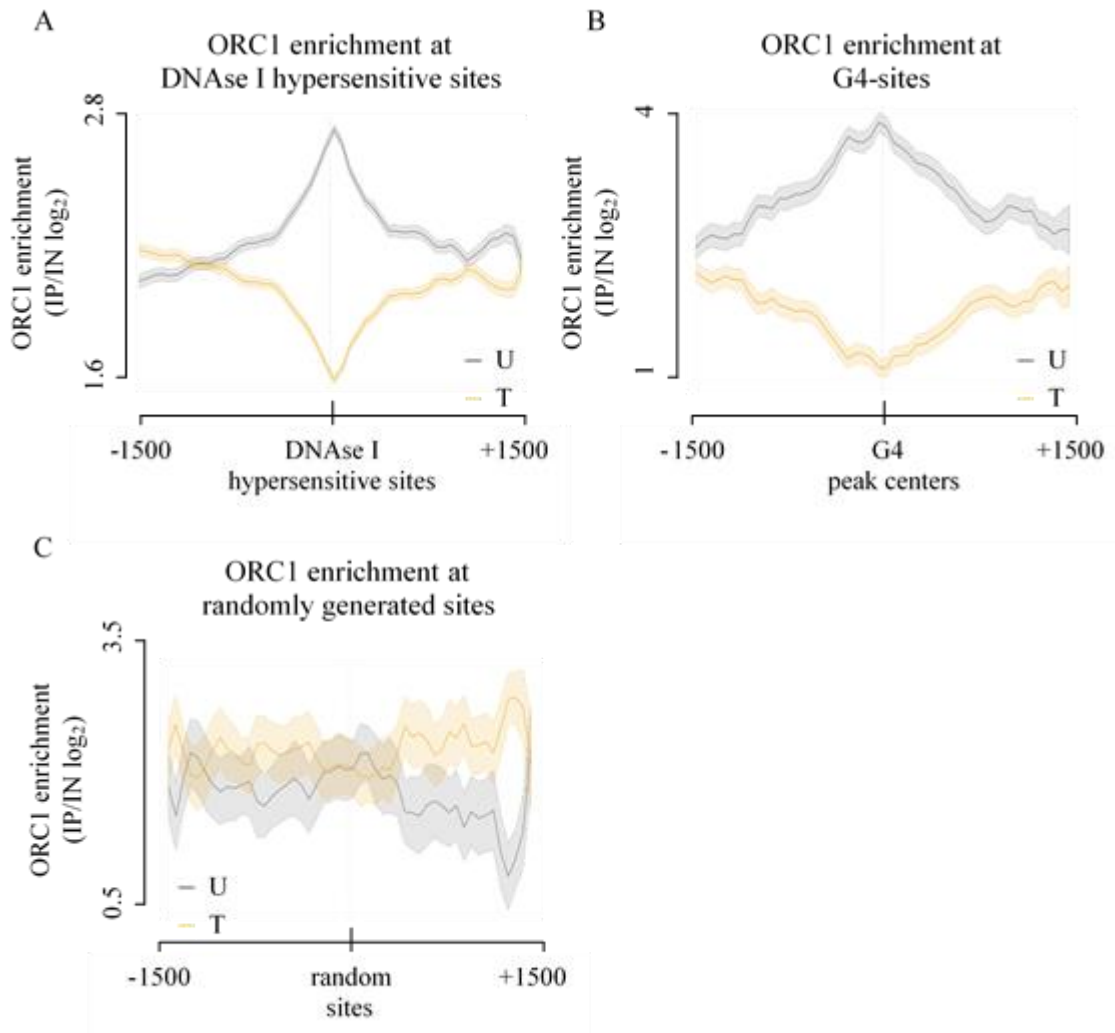 A
ORC1 enrichment at
DNAse I hypersensitive sites
2.8
1.6
ORC1 enrichment
(IP/IN log₂)
U
T
-1500
DNAse I
hypersensitive sites
+1500
B
ORC1 enrichment at
G4-sites
4
1
ORC1 enrichment
(IP/IN log₂)
U
T
-1500
G4
peak centers
+1500
C
ORC1 enrichment at
randomly generated sites
3.5
0.5
ORC1 enrichment
(IP/IN log₂)
U
T
-1500
random
sites
+1500